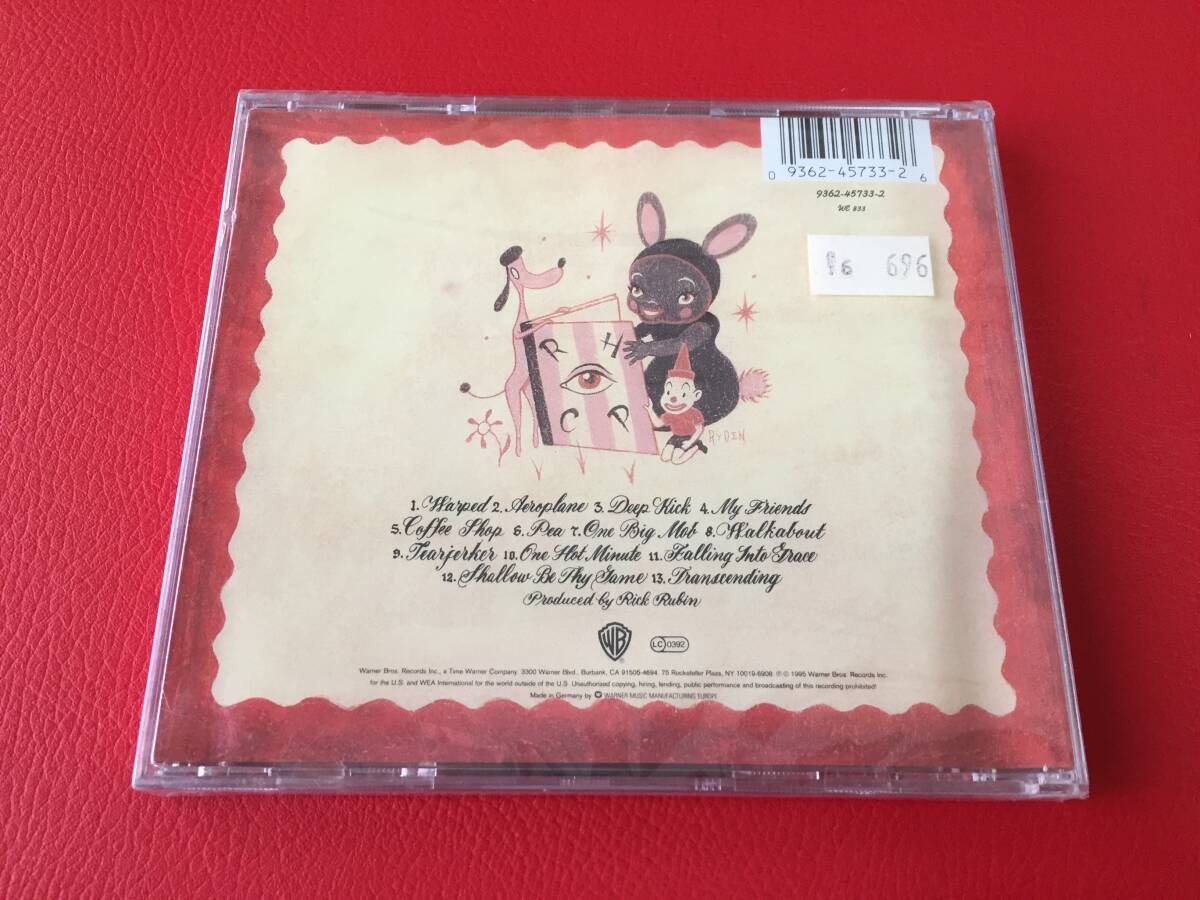 0 9362-45733-2 6
9362-45733-2
WE 833
696
R H
C P
RYDEN
1. Warped 2. Aeroplane 3. Deep Kick 4. My Friends
5. Coffee Shop 6. Pea 7. One Big Mob 8. Walkabout
9. Tearjerker 10. One Hot Minute 11. Falling Into Grace
12. Shallow Be Thy Game 13. Transcending
Produced by Rick Rubin
WB
LC 0392
Warner Bros. Records Inc., a Time Warner Company. 3300 Warner Blvd., Burbank, CA 91505-4694. 75 Rockefeller Plaza, NY 10019-6908. ℗ © 1995 Warner Bros. Records Inc.
for the U.S. and WEA International for the world outside of the U.S. Unauthorized copying, hiring, lending, public performance and broadcasting of this recording prohibited!
Made in Germany by WARNER MUSIC MANUFACTURING EUROPE